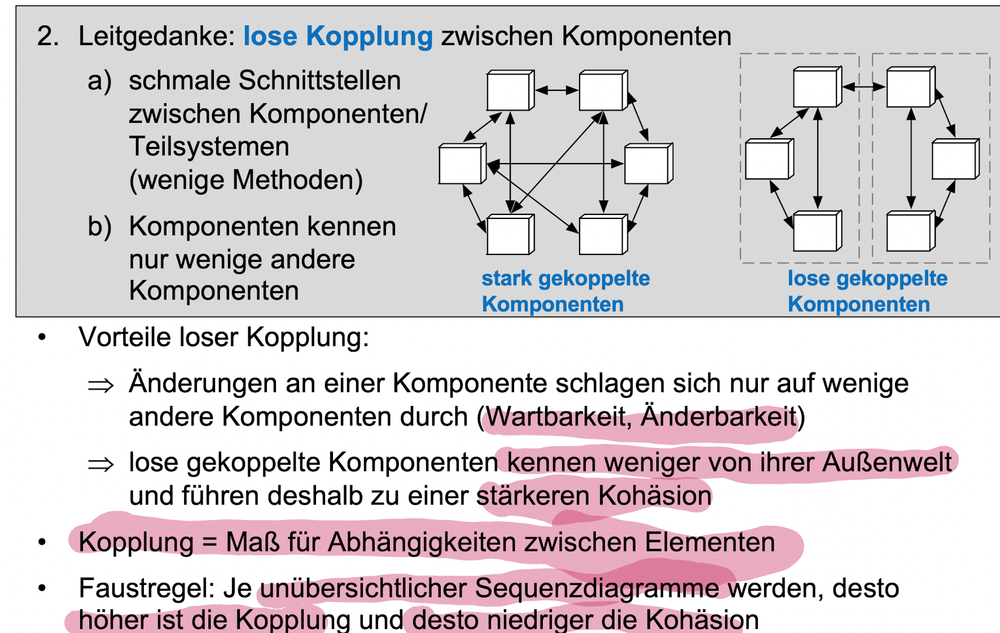 2. Leitgedanke: lose Kopplung zwischen Komponenten
a) schmale Schnittstellen
zwischen Komponenten/
Teilsystemen
(wenige Methoden)
b) Komponenten kennen
nur wenige andere
Komponenten
stark gekoppelte
Komponenten
lose gekoppelte
Komponenten
• Vorteile loser Kopplung:
⇒ Änderungen an einer Komponente schlagen sich nur auf wenige
andere Komponenten durch (Wartbarkeit, Änderbarkeit)
⇒ lose gekoppelte Komponenten kennen weniger von ihrer Außenwelt
und führen deshalb zu einer stärkeren Kohäsion
• Kopplung = Maß für Abhängigkeiten zwischen Elementen
• Faustregel: Je unübersichtlicher Sequenzdiagramme werden, desto
höher ist die Kopplung und desto niedriger die Kohäsion